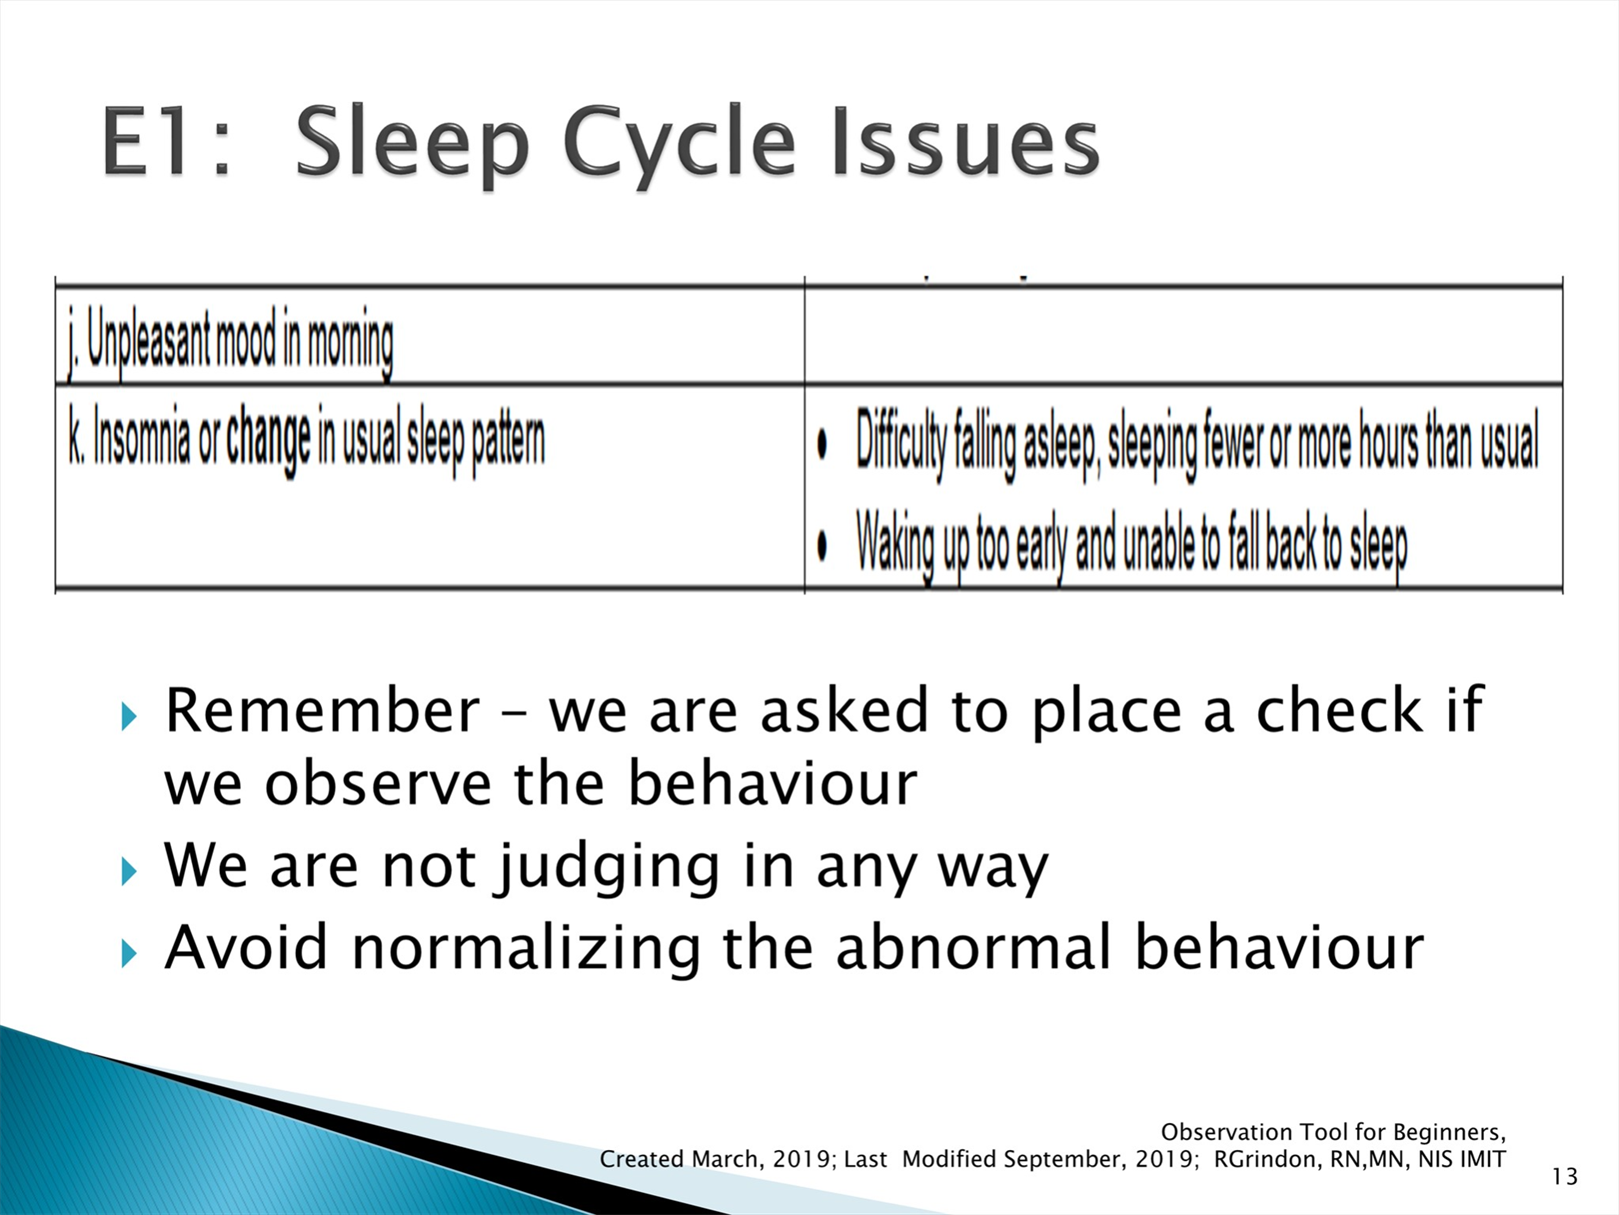 E1:  Sleep Cycle Issues
j. Unpleasant mood in morning
k. Insomnia or change in usual sleep pattern
• Difficulty falling asleep, sleeping fewer or more hours than usual
• Waking up too early and unable to fall back to sleep
Remember – we are asked to place a check if
we observe the behaviour
We are not judging in any way
Avoid normalizing the abnormal behaviour
Observation Tool for Beginners,
Created March, 2019; Last  Modified September, 2019;  RGrindon, RN,MN, NIS IMIT
13